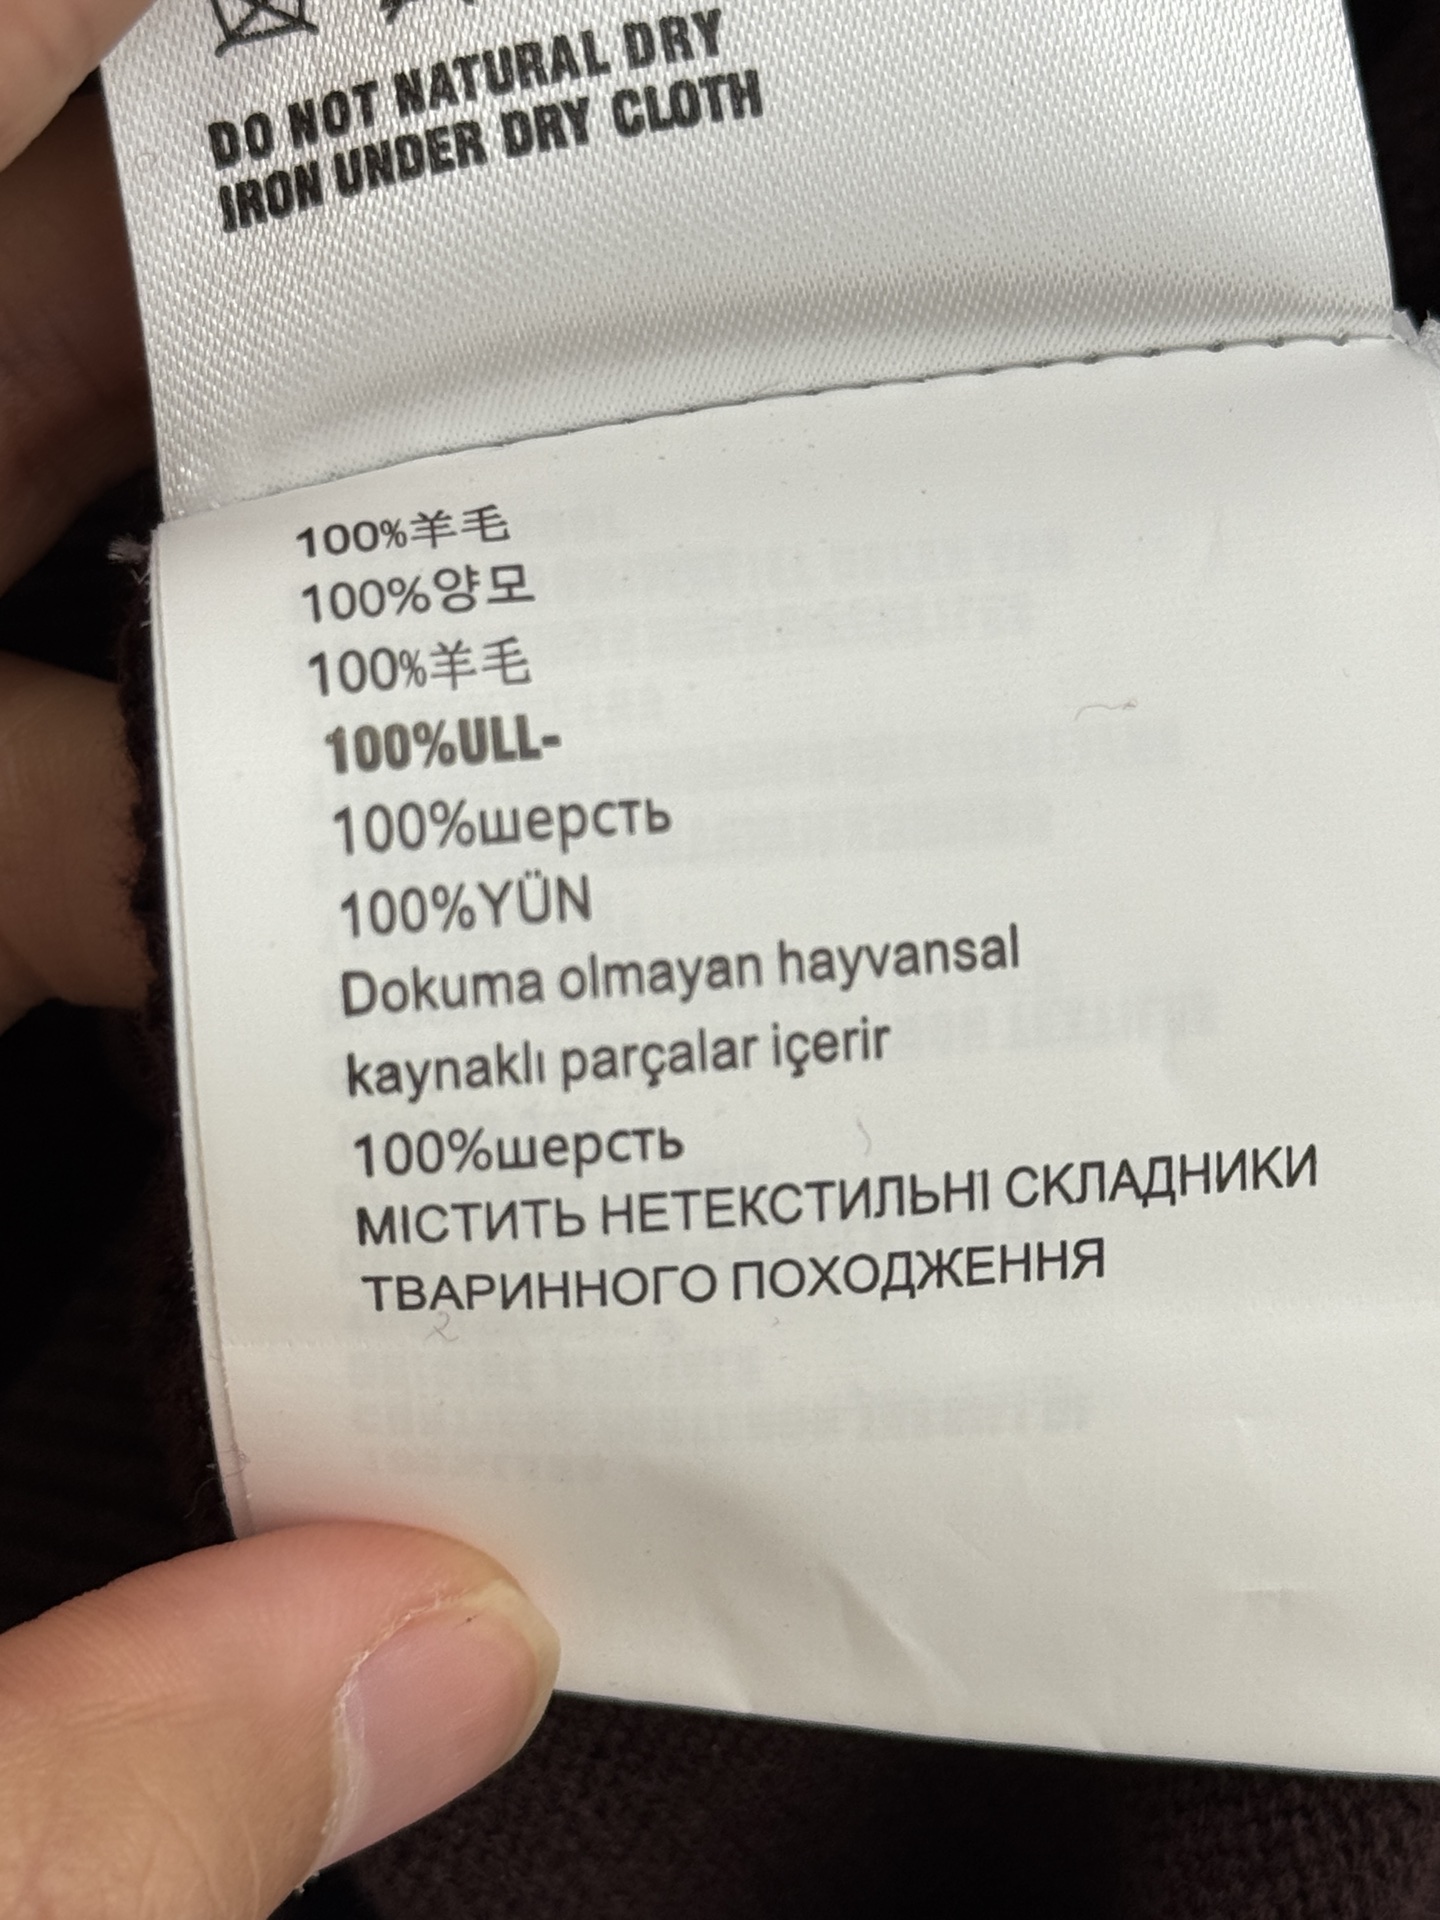 DO NOT NATURAL DRY
IRON UNDER DRY CLOTH
100%羊毛
100%양모
100%羊毛
100%ULL-
100%шерсть
100%YÜN
Dokuma olmayan hayvansal
kaynaklı parçalar içerir
100%шерсть
МІСТИТЬ НЕТЕКСТИЛЬНІ СКЛАДНИКИ
ТВАРИННОГО ПОХОДЖЕННЯ